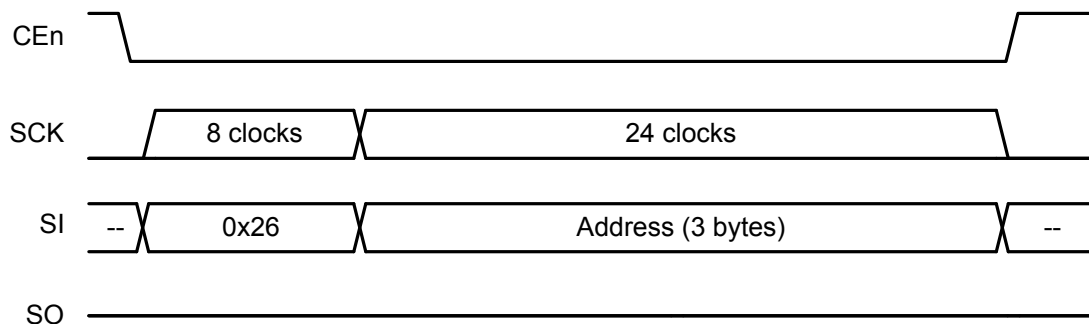 CEn
SCK 8 clocks 24 clocks
SI -- 0x26 Address (3 bytes) --
SO